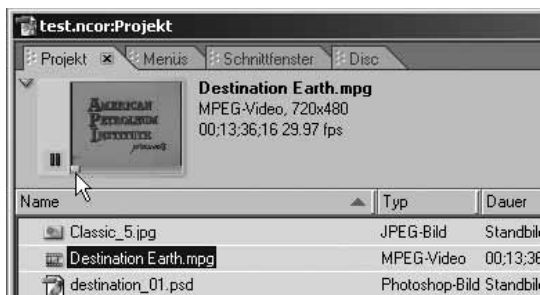 test.ncor:Projekt
Projekt Menüs Schnittfenster Disc
Destination Earth.mpg
MPEG-Video, 720x480
00;13;36;16 29.97 fps
AMERICAN
PETROLEUM
INSTITUTE
presents
Name Typ Dauer
Classic_5.jpg JPEG-Bild Standbil
Destination Earth.mpg MPEG-Video 00;13;36
destination_01.psd Photoshop-Bild Standbil